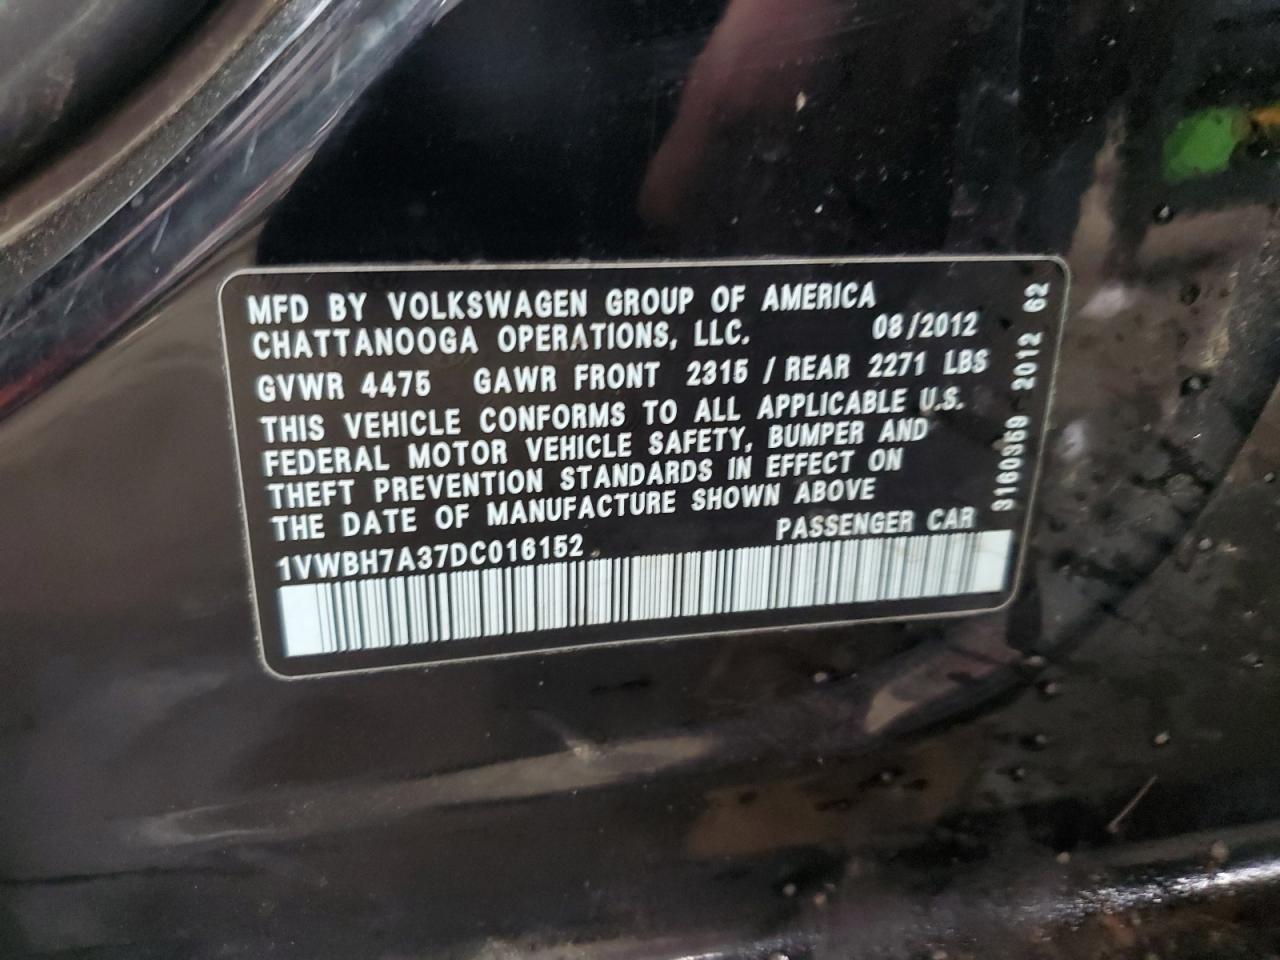 MFD BY VOLKSWAGEN GROUP OF AMERICA
CHATTANOOGA OPERATIONS, LLC. 08/2012
GVWR 4475 GAWR FRONT 2315 / REAR 2271 LBS
THIS VEHICLE CONFORMS TO ALL APPLICABLE U.S.
FEDERAL MOTOR VEHICLE SAFETY, BUMPER AND
THEFT PREVENTION STANDARDS IN EFFECT ON
THE DATE OF MANUFACTURE SHOWN ABOVE
1VWBH7A37DC016152 PASSENGER CAR
3160369 2012 62